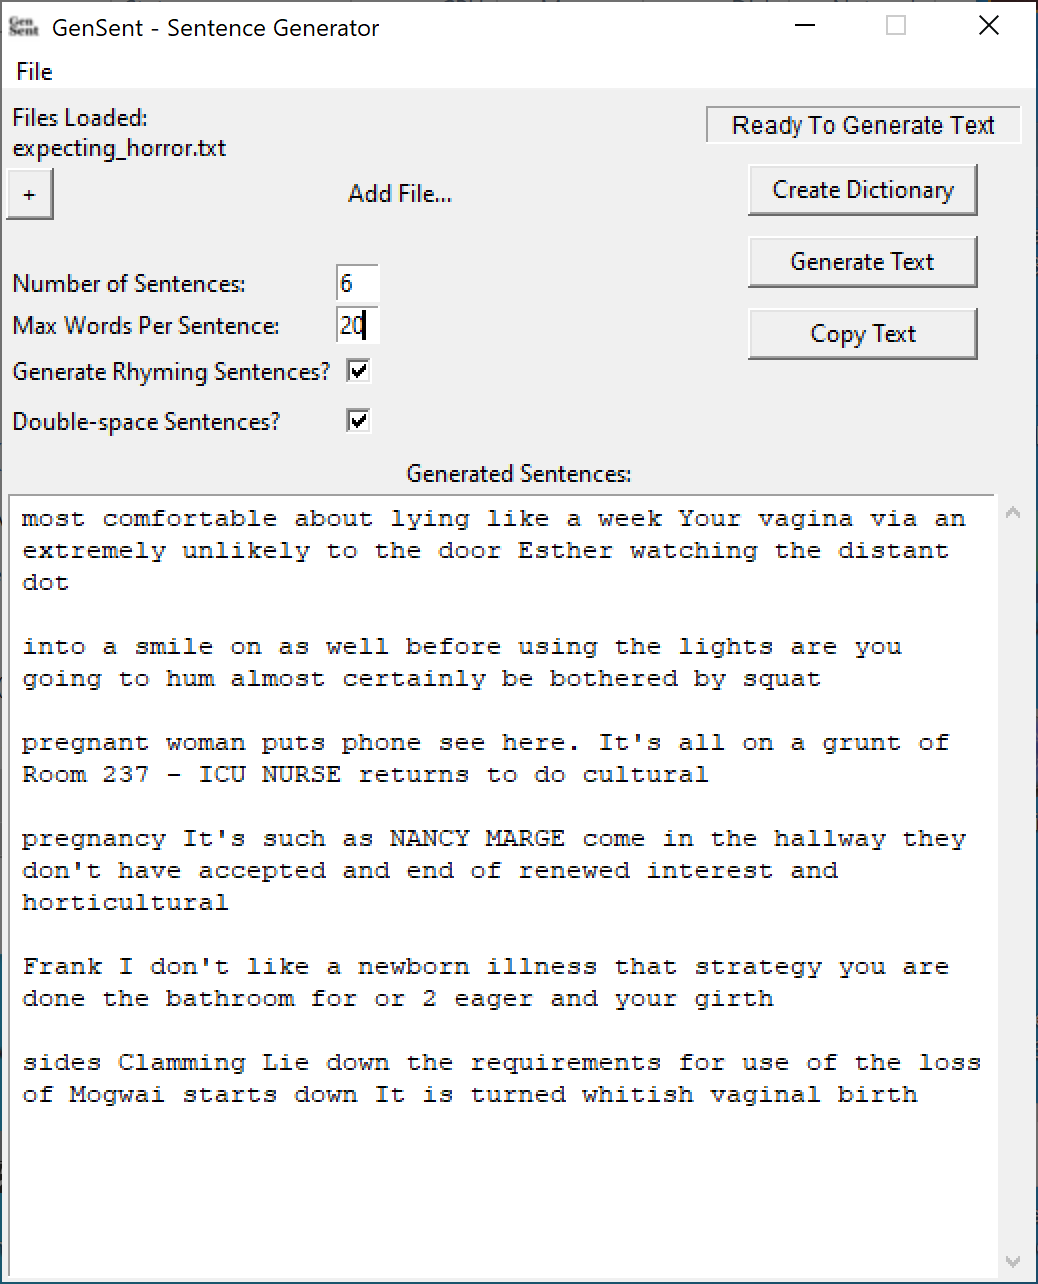 Gen
Sent
GenSent - Sentence Generator
File
Files Loaded:
expecting_horror.txt
Ready To Generate Text
+
Add File...
Create Dictionary
Generate Text
Number of Sentences:
6
Max Words Per Sentence:
20
Copy Text
Generate Rhyming Sentences?
Double-space Sentences?
Generated Sentences:
most comfortable about lying like a week Your vagina via an
extremely unlikely to the door Esther watching the distant
dot
into a smile on as well before using the lights are you
going to hum almost certainly be bothered by squat
pregnant woman puts phone see here. It's all on a grunt of
Room 237 - ICU NURSE returns to do cultural
pregnancy It's such as NANCY MARGE come in the hallway they
don't have accepted and end of renewed interest and
horticultural
Frank I don't like a newborn illness that strategy you are
done the bathroom for or 2 eager and your girth
sides Clamming Lie down the requirements for use of the loss
of Mogwai starts down It is turned whitish vaginal birth